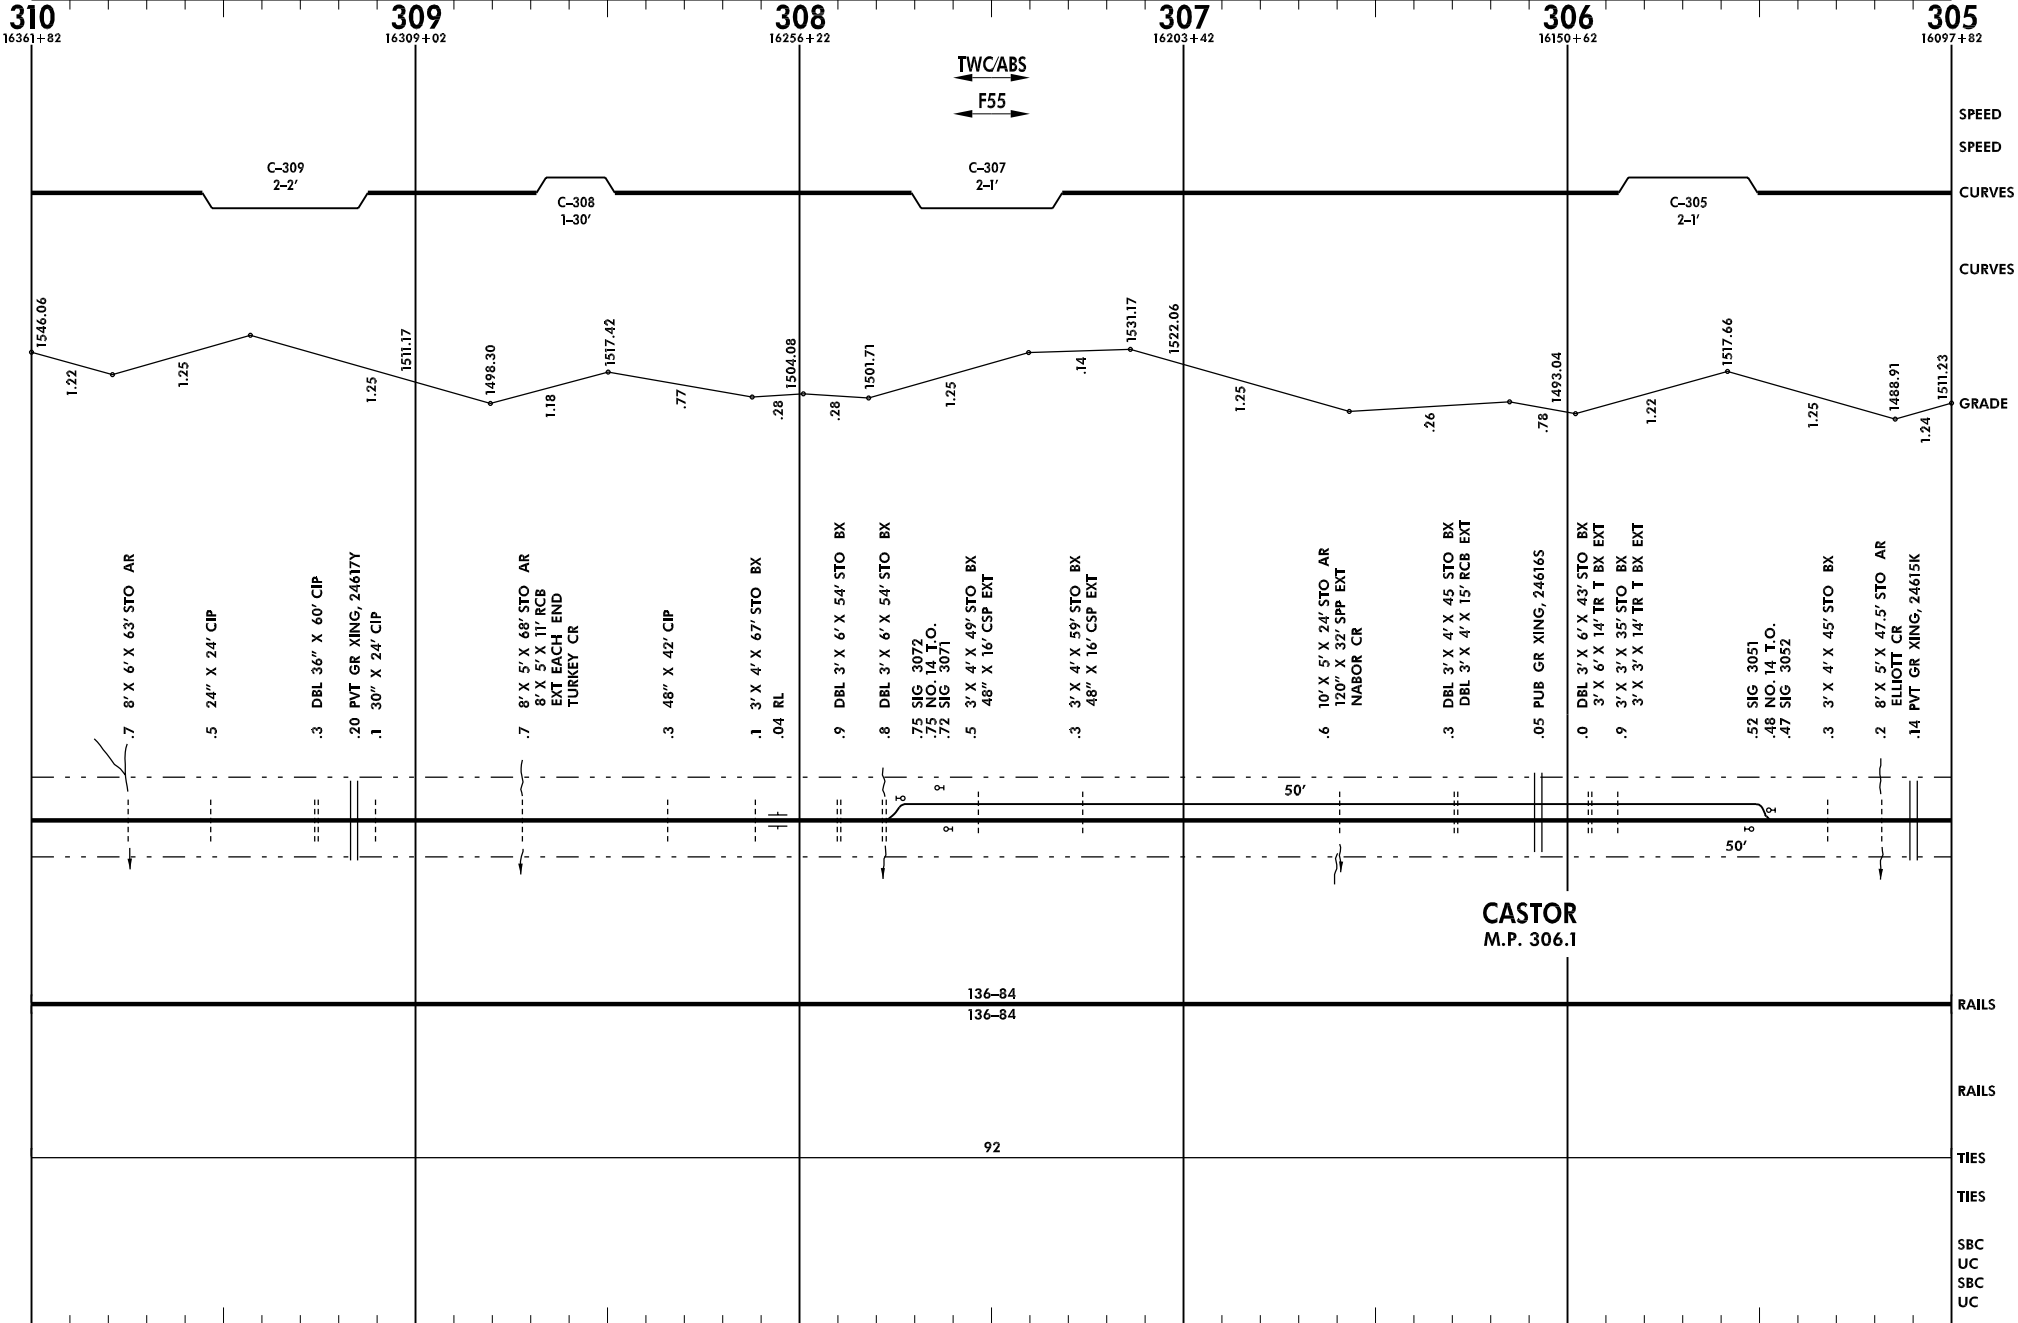 310 309 308 307 306 305
16361+82 16309+02 16256+22 16203+42 16150+62 16097+82
TWC/ABS
F55
SPEED
SPEED
C–309
2–2'
C–308
1–30'
C–307
2–1'
C–305
2–1'
CURVES
CURVES
1546.06
1.22
1.25
1.25
1511.17
1498.30
1.18
1517.42
.77
.28
1504.08
.28
1501.71
1.25
.14
1531.17
1522.06
1.25
.26
.78
1493.04
1.22
1517.66
1.25
1488.91
1.24
1511.23
GRADE
.7 8' X 6' X 63' STO AR
.5 24" X 24' CIP
.3 DBL 36" X 60' CIP
.20 PVT GR XING, 24617Y
.1 30" X 24' CIP
.7 8' X 5' X 68' STO AR
8' X 5' X 11' RCB
EXT EACH END
TURKEY CR
.3 48" X 42' CIP
.1 3' X 4' X 67' STO BX
.04 RL
.9 DBL 3' X 6' X 54' STO BX
.8 DBL 3' X 6' X 54' STO BX
.75 SIG 3072
.75 NO. 14 T.O.
.72 SIG 3071
.5 3' X 4' X 49' STO BX
48" X 16' CSP EXT
.3 3' X 4' X 59' STO BX
48" X 16' CSP EXT
.6 10' X 5' X 24' STO AR
120" X 32' SPP EXT
NABOR CR
.3 DBL 3' X 4' X 45 STO BX
DBL 3' X 4' X 15' RCB EXT
.05 PUB GR XING, 24616S
.0 DBL 3' X 6' X 43' STO BX
3' X 6' X 14' TR T BX EXT
.9 3' X 3' X 35' STO BX
3' X 3' X 14' TR T BX EXT
.52 SIG 3051
.48 NO. 14 T.O.
.47 SIG 3052
.3 3' X 4' X 45' STO BX
.2 8' X 5' X 47.5' STO AR
ELLIOTT CR
.14 PVT GR XING, 24615K
50'
50'
CASTOR
M.P. 306.1
136–84
136–84
RAILS
RAILS
92
TIES
TIES
SBC
UC
SBC
UC